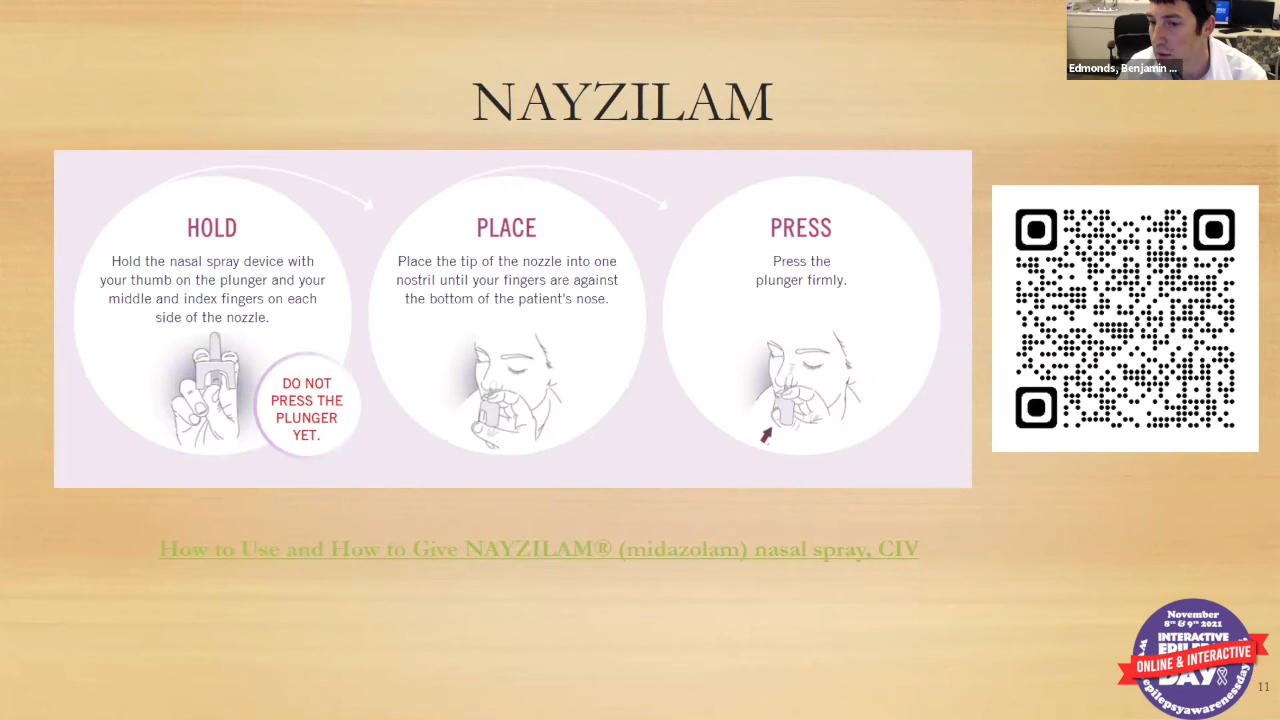 Edmonds, Benjamin ...
NAYZILAM
HOLD
Hold the nasal spray device with
your thumb on the plunger and your
middle and index fingers on each
side of the nozzle.
DO NOT
PRESS THE
PLUNGER
YET.
PLACE
Place the tip of the nozzle into one
nostril until your fingers are against
the bottom of the patient's nose.
PRESS
Press the
plunger firmly.
How to Use and How to Give NAYZILAM® (midazolam) nasal spray, CIV
November
8TH & 9TH 2021
INTERACTIVE
ONLINE & INTERACTIVE
DAY
epilepsyawarenessday
11